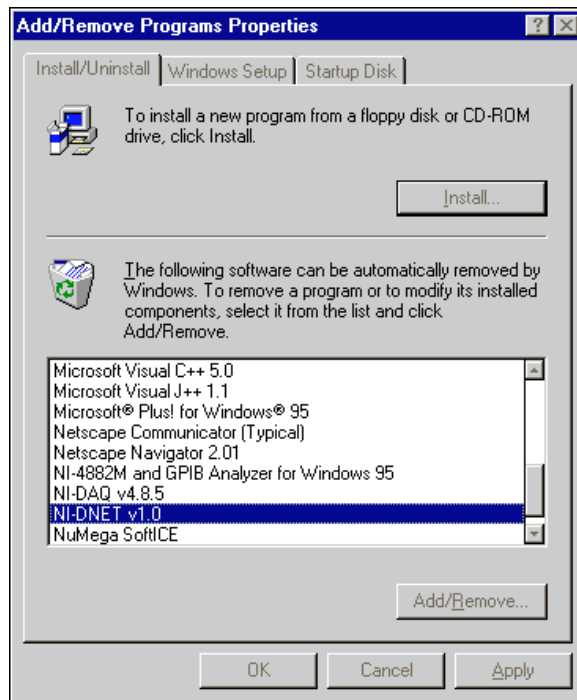 Add/Remove Programs Properties
Install/Uninstall
Windows Setup
Startup Disk
To install a new program from a floppy disk or CD-ROM
drive, click Install.
Install...
The following software can be automatically removed by
Windows. To remove a program or to modify its installed
components, select it from the list and click
Add/Remove.
Microsoft Visual C++ 5.0
Microsoft Visual J++ 1.1
Microsoft® Plus! for Windows® 95
Netscape Communicator (Typical)
Netscape Navigator 2.01
NI-4882M and GPIB Analyzer for Windows 95
NI-DAQ v4.8.5
NI-DNET v1.0
NuMega SoftICE
Add/Remove...
OK
Cancel
Apply